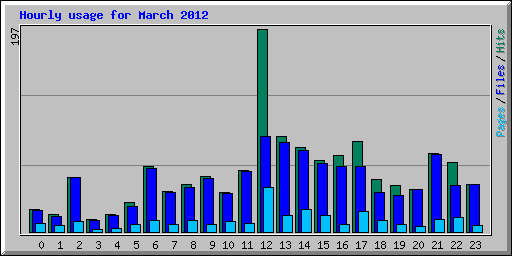 Hourly usage for March 2012
197
Pages/Files/Hits
0 1 2 3 4 5 6 7 8 9 10 11 12 13 14 15 16 17 18 19 20 21 22 23